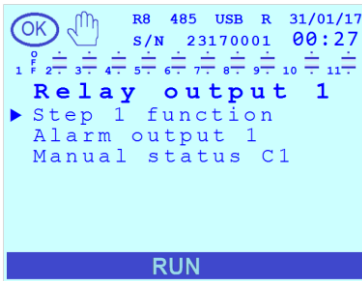 OK R8 485 USB R 31/01/17
S/N 23170001 00:27
OFF
1 2 3 4 5 6 7 8 9 10 11
Relay output 1
Step 1 function
Alarm output 1
Manual status C1
RUN